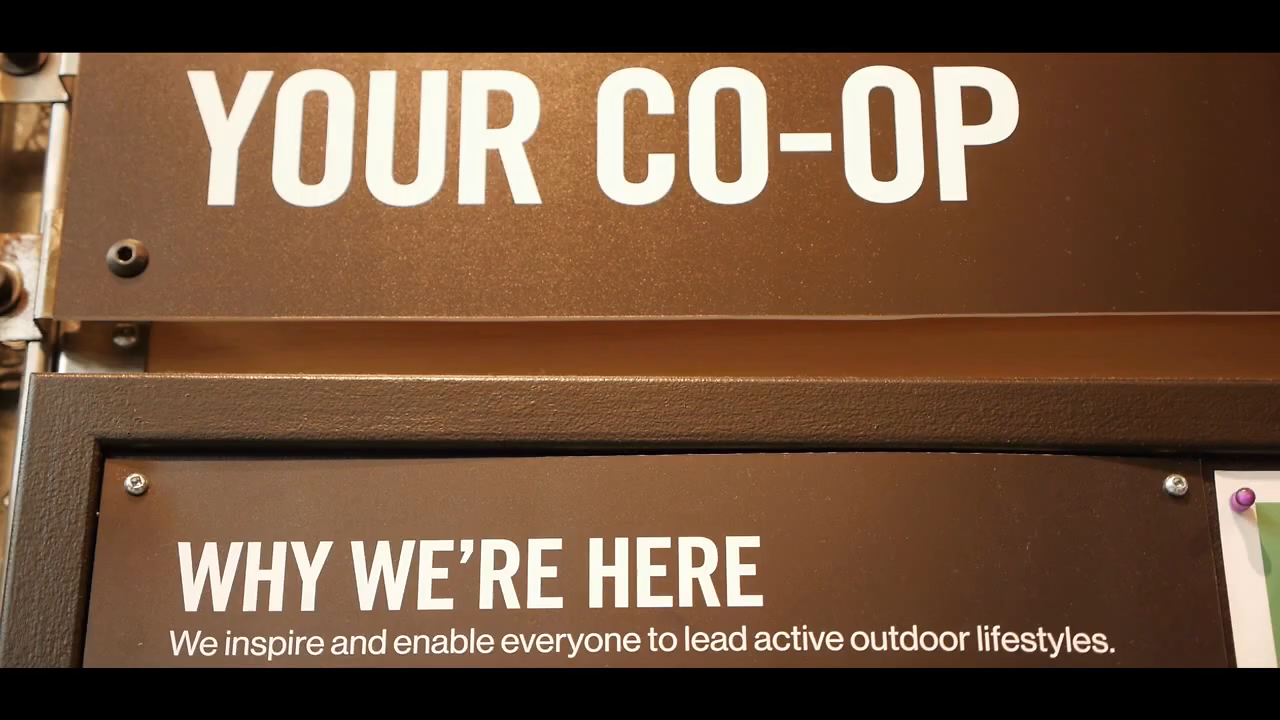 YOUR CO-OP
WHY WE’RE HERE
We inspire and enable everyone to lead active outdoor lifestyles.